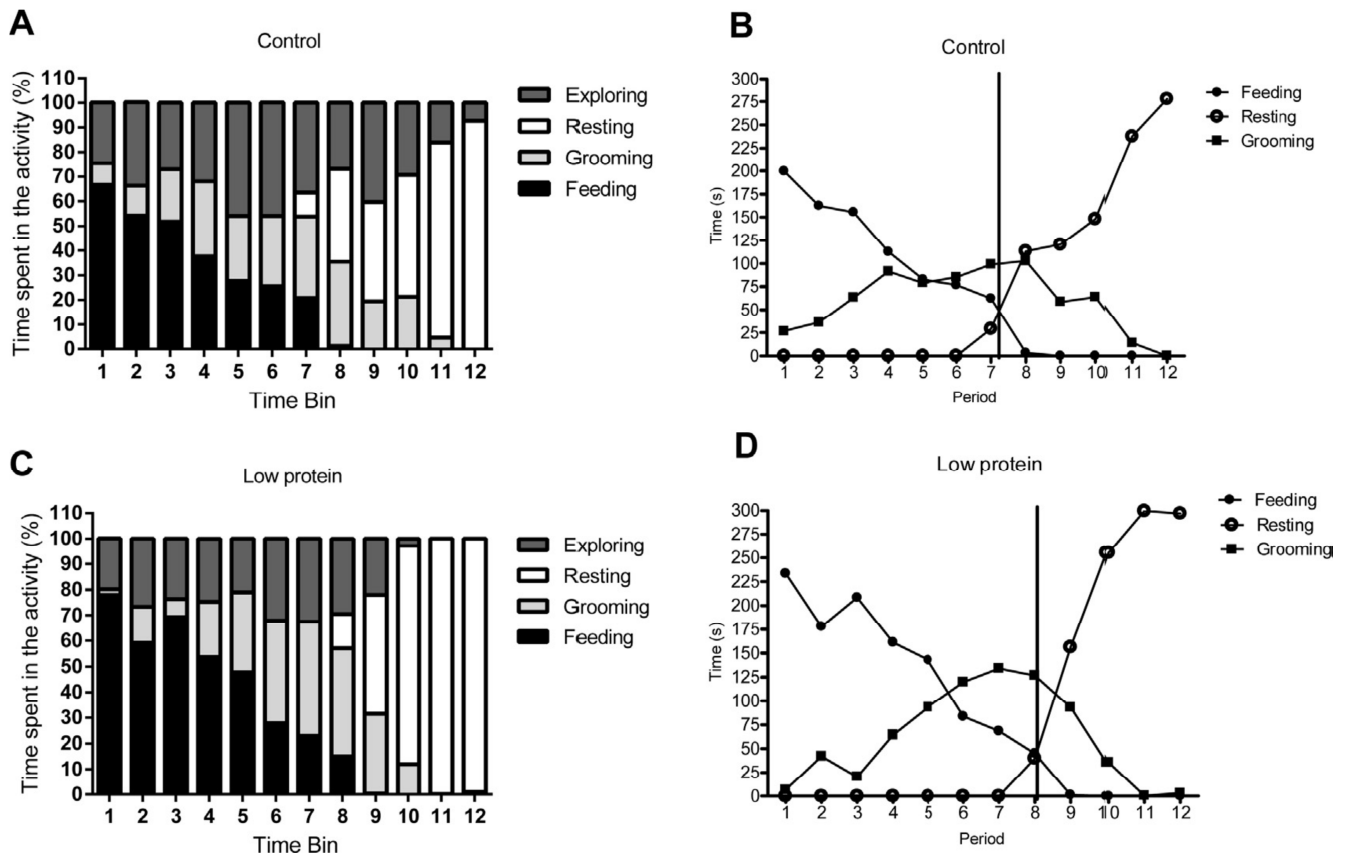 A
Control
Time spent in the activity (%)
110
100
90
80
70
60
50
40
30
20
10
0
1 2 3 4 5 6 7 8 9 10 11 12
Time Bin
Exploring
Resting
Grooming
Feeding
B
Control
Time (s)
300
275
250
225
200
175
150
125
100
75
50
25
0
1 2 3 4 5 6 7 8 9 10 11 12
Period
Feeding
Resting
Grooming
C
Low protein
Time spent in the activity (%)
110
100
90
80
70
60
50
40
30
20
10
0
1 2 3 4 5 6 7 8 9 10 11 12
Time Bin
Exploring
Resting
Grooming
Feeding
D
Low protein
Time (s)
300
275
250
225
200
175
150
125
100
75
50
25
0
1 2 3 4 5 6 7 8 9 10 11 12
Period
Feeding
Resting
Grooming